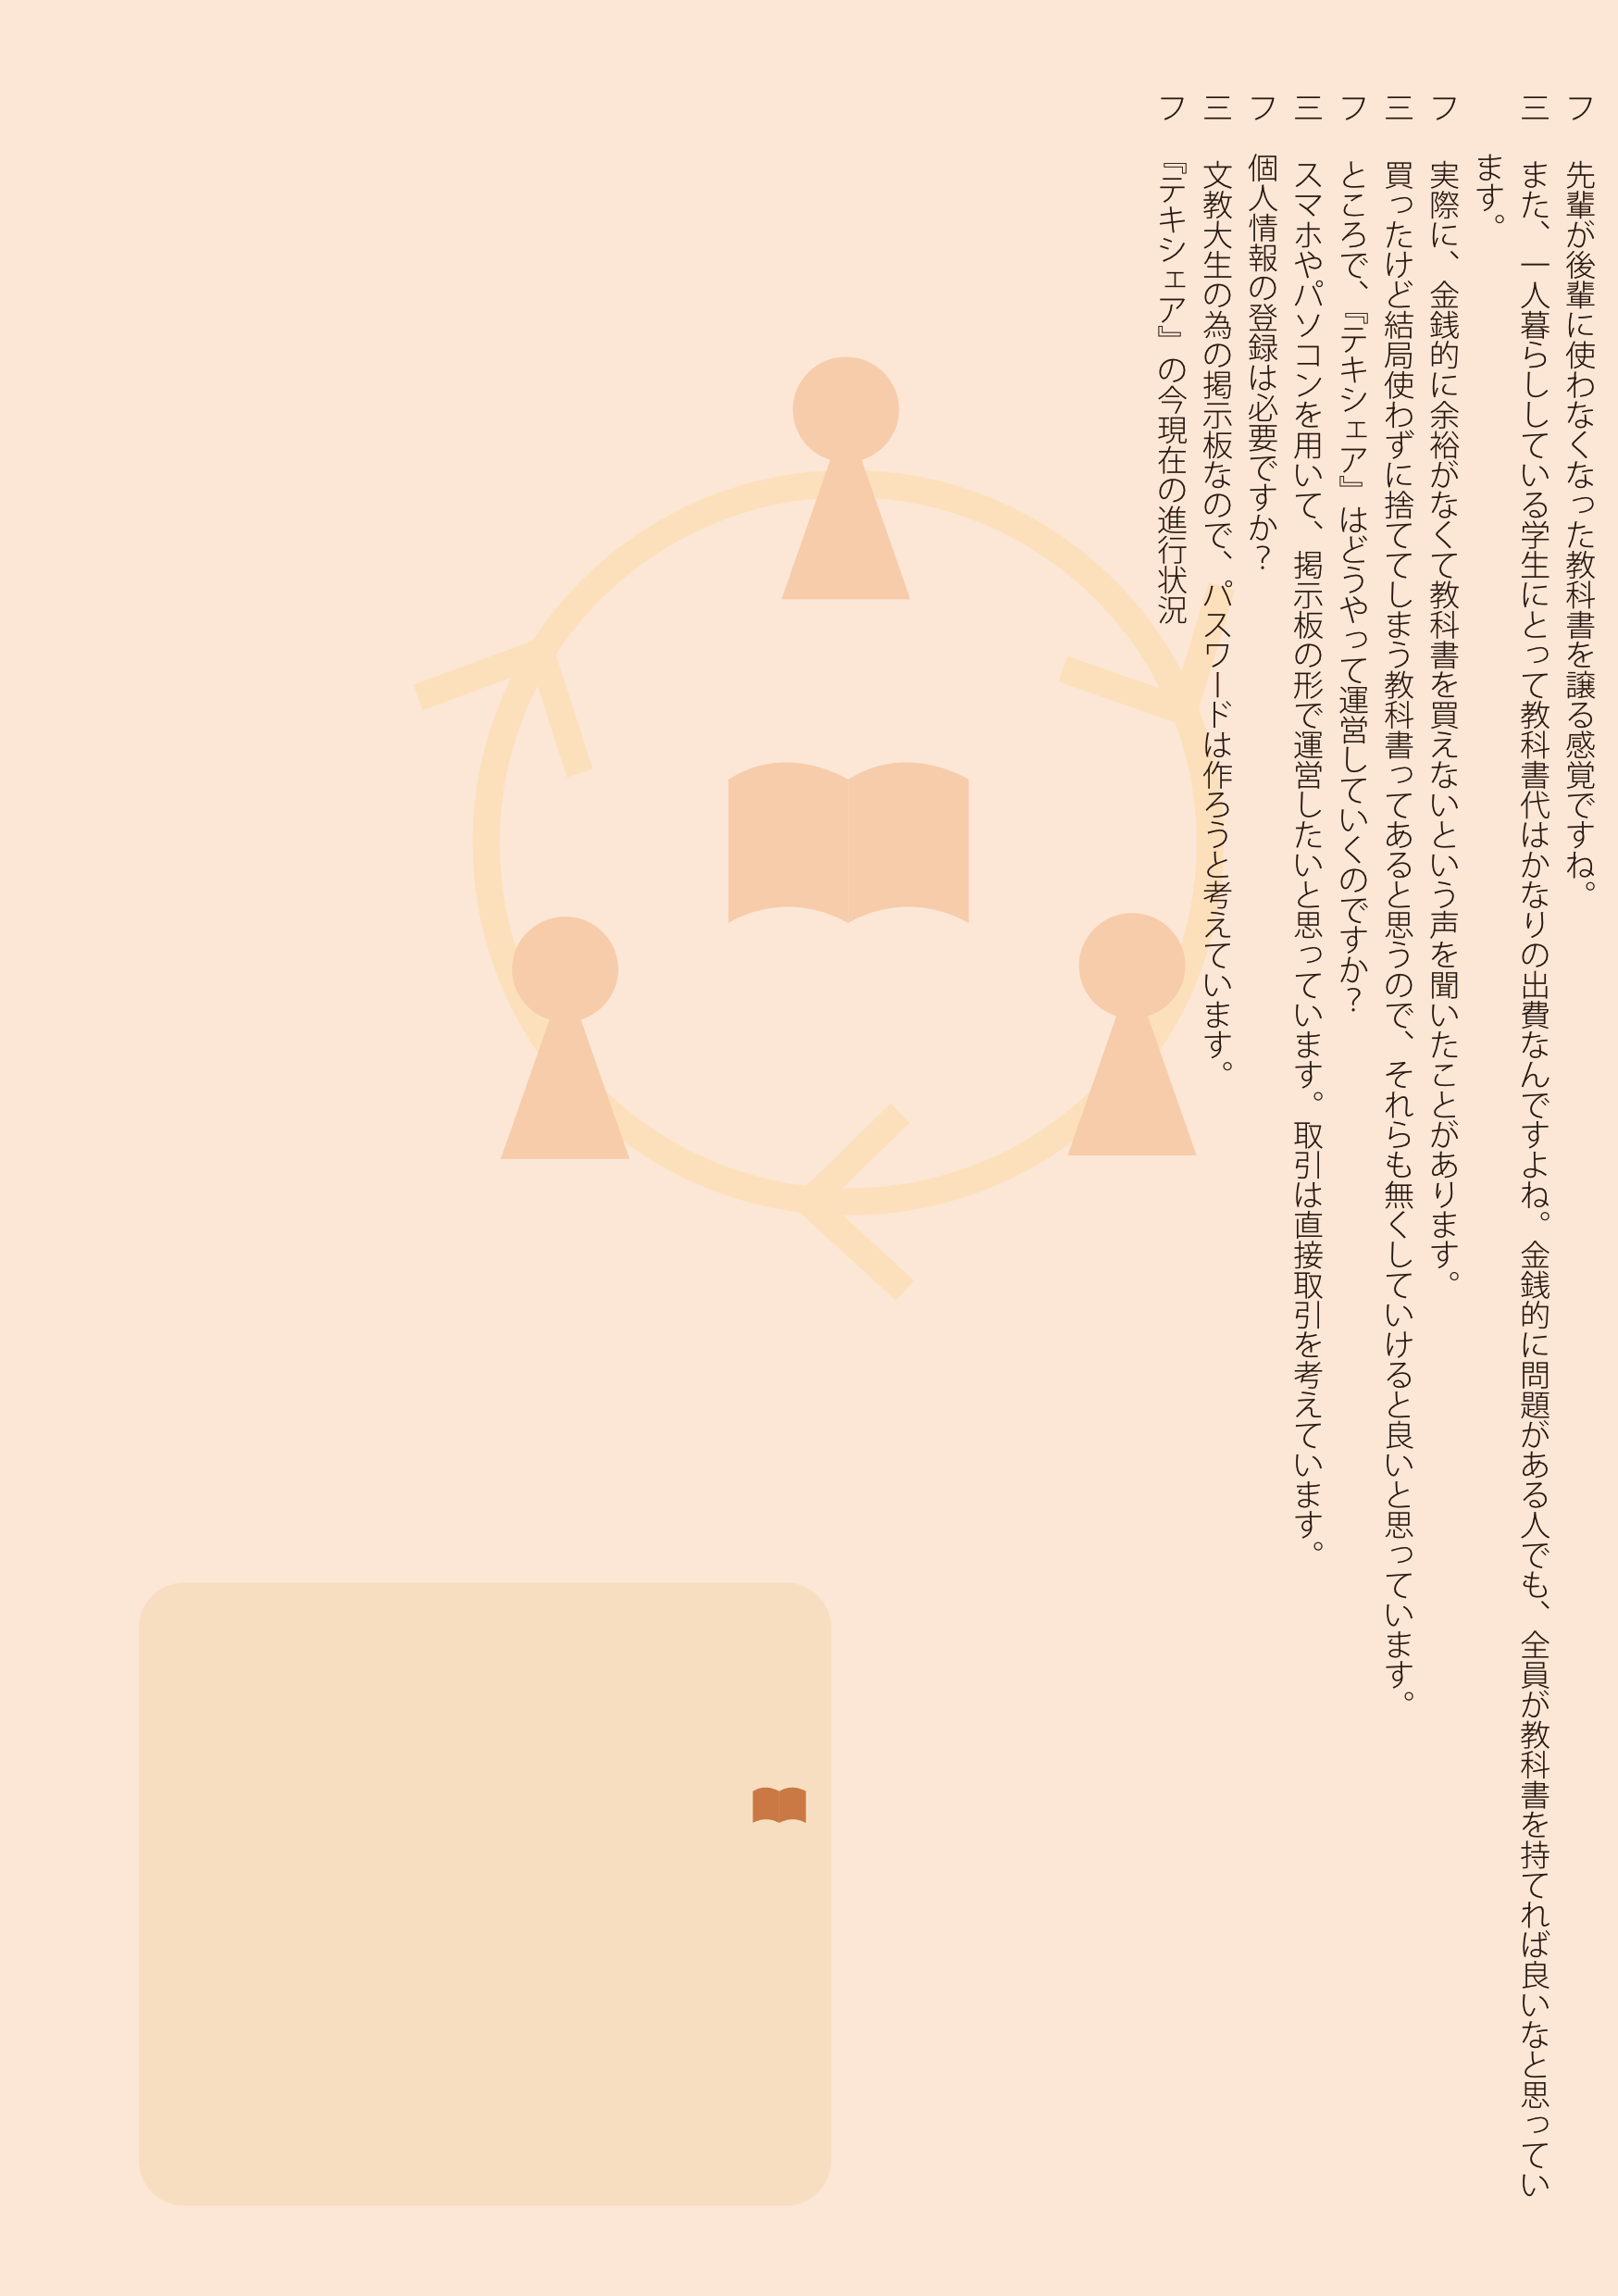 フ　先輩が後輩に使わなくなった教科書を譲る感覚ですね。
三　また、一人暮らししている学生にとって教科書代はかなりの出費なんですよね。金銭的に問題がある人でも、全員が教科書を持てれば良いなと思ってい
ます。
フ　実際に、金銭的に余裕がなくて教科書を買えないという声を聞いたことがあります。
三　買ったけど結局使わずに捨ててしまう教科書ってあると思うので、それらも無くしていけると良いと思っています。
フ　ところで、『テキシェア』はどうやって運営していくのですか？
三　スマホやパソコンを用いて、掲示板の形で運営したいと思っています。取引は直接取引を考えています。
フ　個人情報の登録は必要ですか？
三　文教大生の為の掲示板なので、パスワードは作ろうと考えています。
フ　『テキシェア』の今現在の進行状況